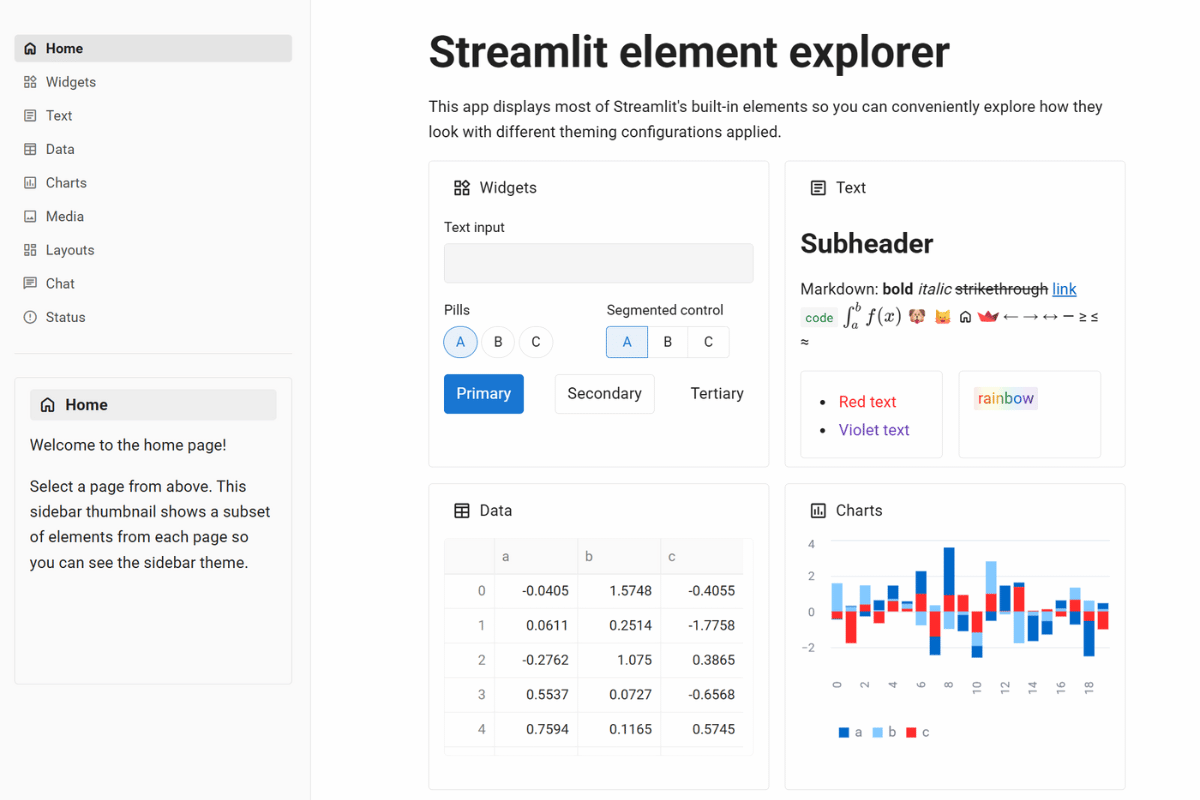 Home
Widgets
Text
Data
Charts
Media
Layouts
Chat
Status
Home
Welcome to the home page!
Select a page from above. This
sidebar thumbnail shows a subset
of elements from each page so
you can see the sidebar theme.
Streamlit element explorer
This app displays most of Streamlit's built-in elements so you can conveniently explore how they
look with different theming configurations applied.
Widgets
Text input
Pills
Segmented control
A B C
A B C
Primary Secondary Tertiary
Text
Subheader
Markdown: bold italic strikethrough link
code ∫ₐᵇ f(x) 🐶 😺 ← → ↔ — ≥ ≤
≈
Red text
Violet text
rainbow
Data
a b c
0 -0.0405 1.5748 -0.4055
1 0.0611 0.2514 -1.7758
2 -0.2762 1.075 0.3865
3 0.5537 0.0727 -0.6568
4 0.7594 0.1165 0.5745
Charts
4
2
0
−2
0 2 4 6 8 10 12 14 16 18
a b c